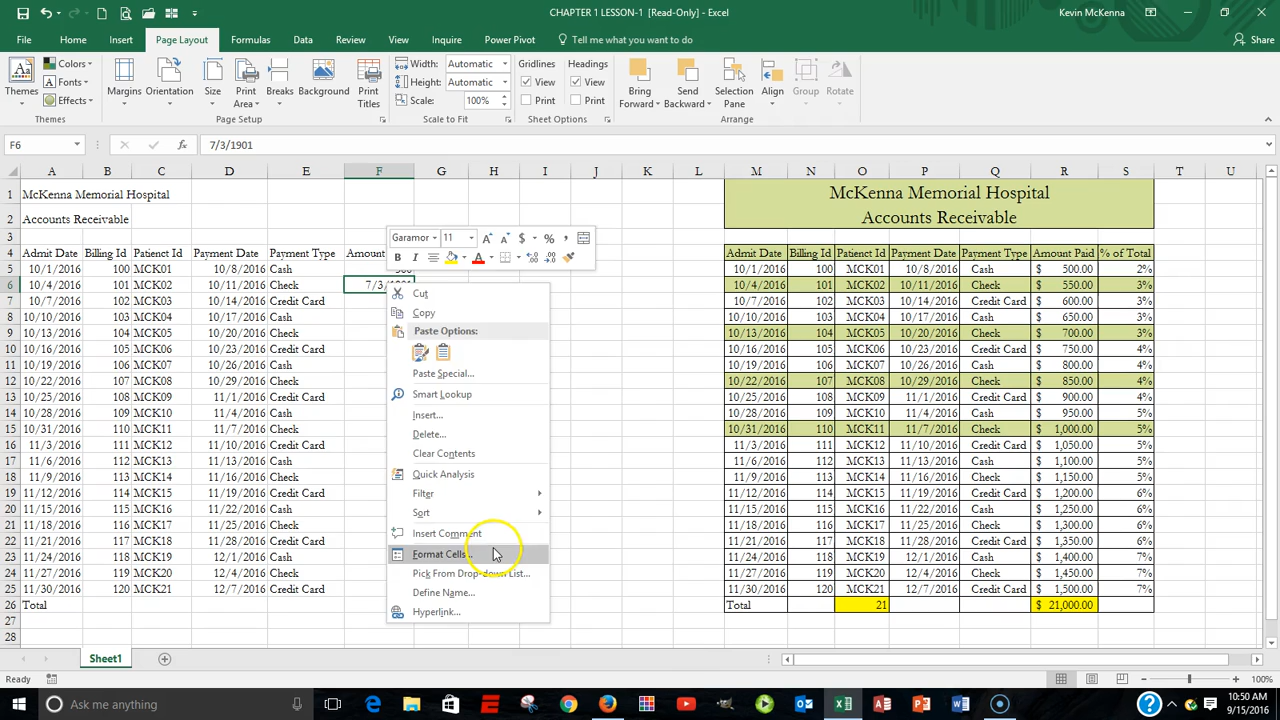 CHAPTER 1 LESSON-1 [Read-Only] - Excel
Kevin McKenna
File Home Insert Page Layout Formulas Data Review View Inquire Power Pivot Tell me what you want to do Share
Themes Colors Fonts Effects Margins Orientation Size Print Area Breaks Background Print Titles Width: Automatic Height: Automatic Scale: 100% Gridlines View Print Headings View Print Bring Forward Send Backward Selection Pane Align Group Rotate
Themes Page Setup Scale to Fit Sheet Options Arrange
F6 fx 7/3/1901
A B C D E F G H I J K L M N O P Q R S T U
1 McKenna Memorial Hospital McKenna Memorial Hospital
2 Accounts Receivable Accounts Receivable
3
4 Admit Date Billing Id Patienct Id Payment Date Payment Type Amount Admit Date Billing Id Patienct Id Payment Date Payment Type Amount Paid % of Total
5 10/1/2016 100 MCK01 10/8/2016 Cash 10/1/2016 100 MCK01 10/8/2016 Cash $ 500.00 2%
6 10/4/2016 101 MCK02 10/11/2016 Check 7/3/1901 10/4/2016 101 MCK02 10/11/2016 Check $ 550.00 3%
7 10/7/2016 102 MCK03 10/14/2016 Credit Card 10/7/2016 102 MCK03 10/14/2016 Credit Card $ 600.00 3%
8 10/10/2016 103 MCK04 10/17/2016 Cash 10/10/2016 103 MCK04 10/17/2016 Cash $ 650.00 3%
9 10/13/2016 104 MCK05 10/20/2016 Check 10/13/2016 104 MCK05 10/20/2016 Check $ 700.00 3%
10 10/16/2016 105 MCK06 10/23/2016 Credit Card 10/16/2016 105 MCK06 10/23/2016 Credit Card $ 750.00 4%
11 10/19/2016 106 MCK07 10/26/2016 Cash 10/19/2016 106 MCK07 10/26/2016 Cash $ 800.00 4%
12 10/22/2016 107 MCK08 10/29/2016 Check 10/22/2016 107 MCK08 10/29/2016 Check $ 850.00 4%
13 10/25/2016 108 MCK09 11/1/2016 Credit Card 10/25/2016 108 MCK09 11/1/2016 Credit Card $ 900.00 4%
14 10/28/2016 109 MCK10 11/4/2016 Cash 10/28/2016 109 MCK10 11/4/2016 Cash $ 950.00 5%
15 10/31/2016 110 MCK11 11/7/2016 Check 10/31/2016 110 MCK11 11/7/2016 Check $ 1,000.00 5%
16 11/3/2016 111 MCK12 11/10/2016 Credit Card 11/3/2016 111 MCK12 11/10/2016 Credit Card $ 1,050.00 5%
17 11/6/2016 112 MCK13 11/13/2016 Cash 11/6/2016 112 MCK13 11/13/2016 Cash $ 1,100.00 5%
18 11/9/2016 113 MCK14 11/16/2016 Check 11/9/2016 113 MCK14 11/16/2016 Check $ 1,150.00 5%
19 11/12/2016 114 MCK15 11/19/2016 Credit Card 11/12/2016 114 MCK15 11/19/2016 Credit Card $ 1,200.00 6%
20 11/15/2016 115 MCK16 11/22/2016 Cash 11/15/2016 115 MCK16 11/22/2016 Cash $ 1,250.00 6%
21 11/18/2016 116 MCK17 11/25/2016 Check 11/18/2016 116 MCK17 11/25/2016 Check $ 1,300.00 6%
22 11/21/2016 117 MCK18 11/28/2016 Credit Card 11/21/2016 117 MCK18 11/28/2016 Credit Card $ 1,350.00 6%
23 11/24/2016 118 MCK19 12/1/2016 Cash 11/24/2016 118 MCK19 12/1/2016 Cash $ 1,400.00 7%
24 11/27/2016 119 MCK20 12/4/2016 Check 11/27/2016 119 MCK20 12/4/2016 Check $ 1,450.00 7%
25 11/30/2016 120 MCK21 12/7/2016 Credit Card 11/30/2016 120 MCK21 12/7/2016 Credit Card $ 1,500.00 7%
26 Total Total 21 $ 21,000.00
27
28
Garamor 11 A A $ % ,
B I A
Cut
Copy
Paste Options:
Paste Special...
Smart Lookup
Insert...
Delete...
Clear Contents
Quick Analysis
Filter
Sort
Insert Comment
Format Cells...
Pick From Drop-down List...
Define Name...
Hyperlink...
Sheet1
Ready 100%
Ask me anything
10:50 AM
9/15/2016